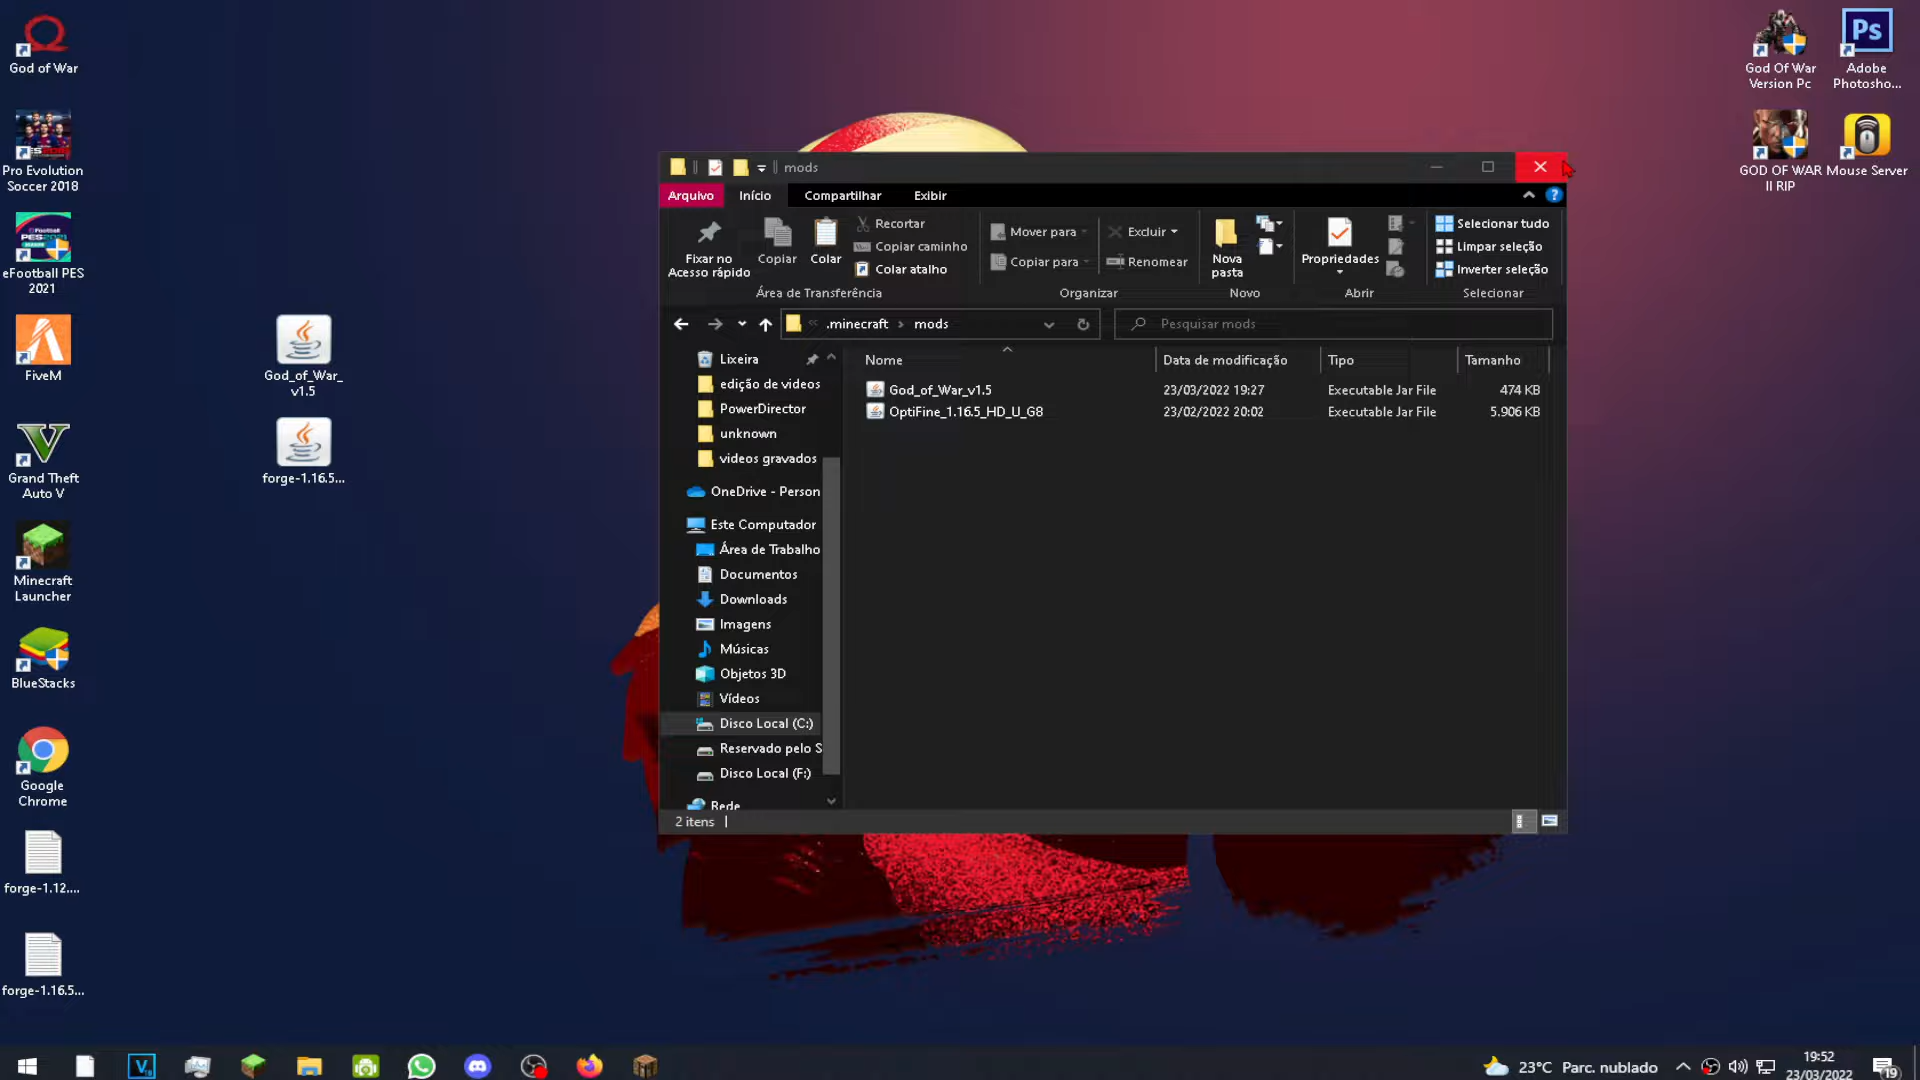 God of War
Pro Evolution
Soccer 2018
eFootball PES
2021
FiveM
Grand Theft
Auto V
Minecraft
Launcher
BlueStacks
Google
Chrome
forge-1.12....
forge-1.16.5...
God_of_War_
v1.5
forge-1.16.5...
God Of War
Version Pc
Adobe
Photosho...
GOD OF WAR
II RIP
Mouse Server
Ps
mods
Arquivo
Início
Compartilhar
Exibir
Fixar no
Acesso rápido
Copiar
Colar
Recortar
Copiar caminho
Colar atalho
Área de Transferência
Mover para
Copiar para
Excluir
Renomear
Organizar
Nova
pasta
Novo
Propriedades
Abrir
Selecionar tudo
Limpar seleção
Inverter seleção
Selecionar
« .minecraft › mods
Pesquisar mods
Lixeira
edição de videos
PowerDirector
unknown
videos gravados
OneDrive - Person
Este Computador
Área de Trabalho
Documentos
Downloads
Imagens
Músicas
Objetos 3D
Vídeos
Disco Local (C:)
Reservado pelo S
Disco Local (F:)
Rede
Nome Data de modificação Tipo Tamanho
God_of_War_v1.5 23/03/2022 19:27 Executable Jar File 474 KB
OptiFine_1.16.5_HD_U_G8 23/02/2022 20:02 Executable Jar File 5.906 KB
2 itens
23°C Parc. nublado
19:52
23/03/2022
19